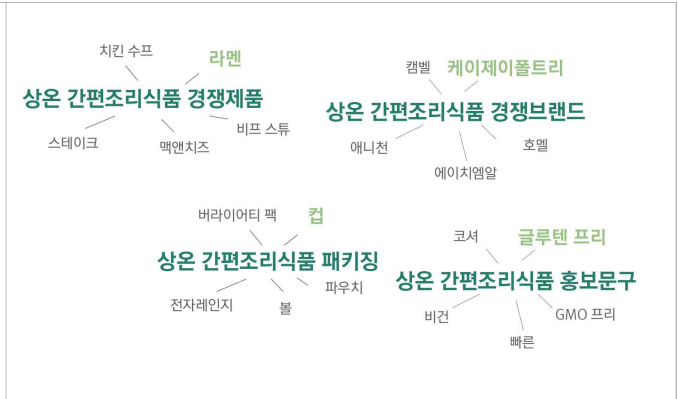 치킨 수프
라멘
상온 간편조리식품 경쟁제품
스테이크
맥앤치즈
비프 스튜
캠벨
케이제이폴트리
상온 간편조리식품 경쟁브랜드
애니천
에이치엠알
호멜
버라이어티 팩
컵
상온 간편조리식품 패키징
전자레인지
볼
파우치
코셔
글루텐 프리
상온 간편조리식품 홍보문구
비건
빠른
GMO 프리